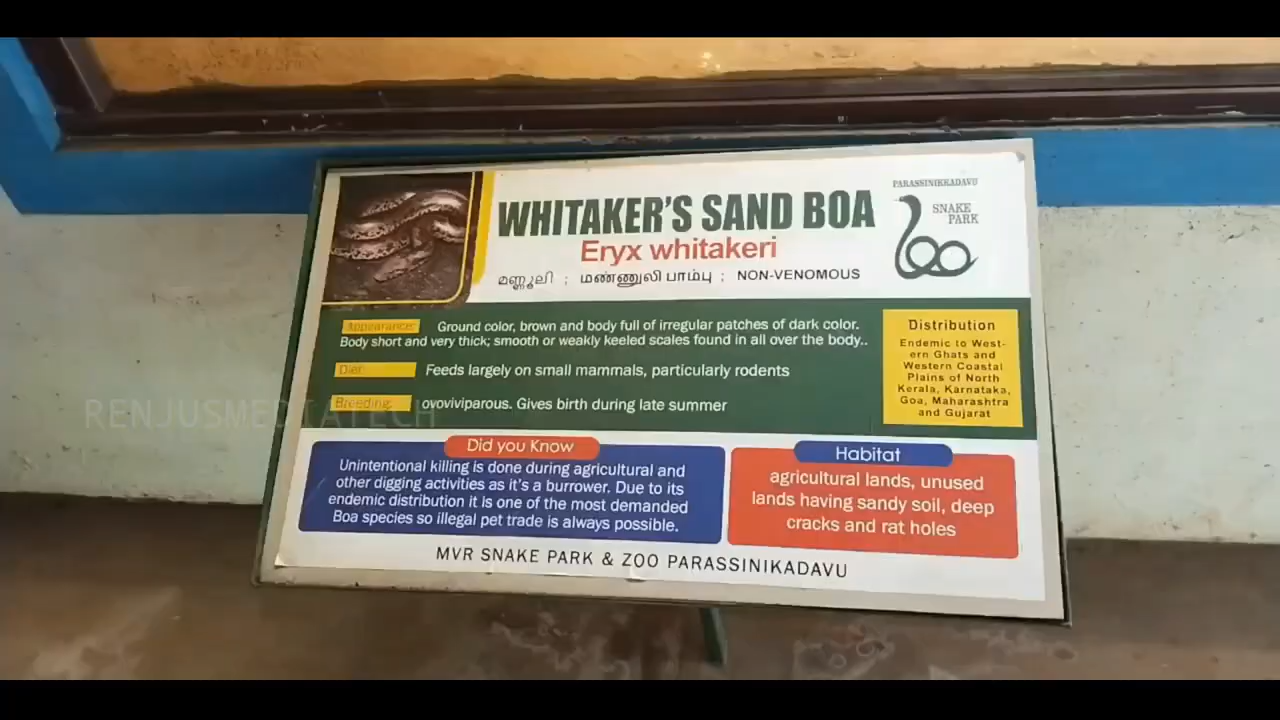 WHITAKER'S SAND BOA
Eryx whitakeri
മണ്ണൂലി ; மண்ணுலி பாம்பு ; NON-VENOMOUS
PARASSINIKKADAVU
SNAKE
PARK
Appearance: Ground color, brown and body full of irregular patches of dark color.
Body short and very thick; smooth or weakly keeled scales found in all over the body..
Diet: Feeds largely on small mammals, particularly rodents
Breeding: ovoviviparous. Gives birth during late summer
Distribution
Endemic to West-
ern Ghats and
Western Coastal
Plains of North
Kerala, Karnataka,
Goa, Maharashtra
and Gujarat
RENJUSMEDIATECH
Did you Know
Unintentional killing is done during agricultural and
other digging activities as it's a burrower. Due to its
endemic distribution it is one of the most demanded
Boa species so illegal pet trade is always possible.
Habitat
agricultural lands, unused
lands having sandy soil, deep
cracks and rat holes
MVR SNAKE PARK & ZOO PARASSINIKADAVU